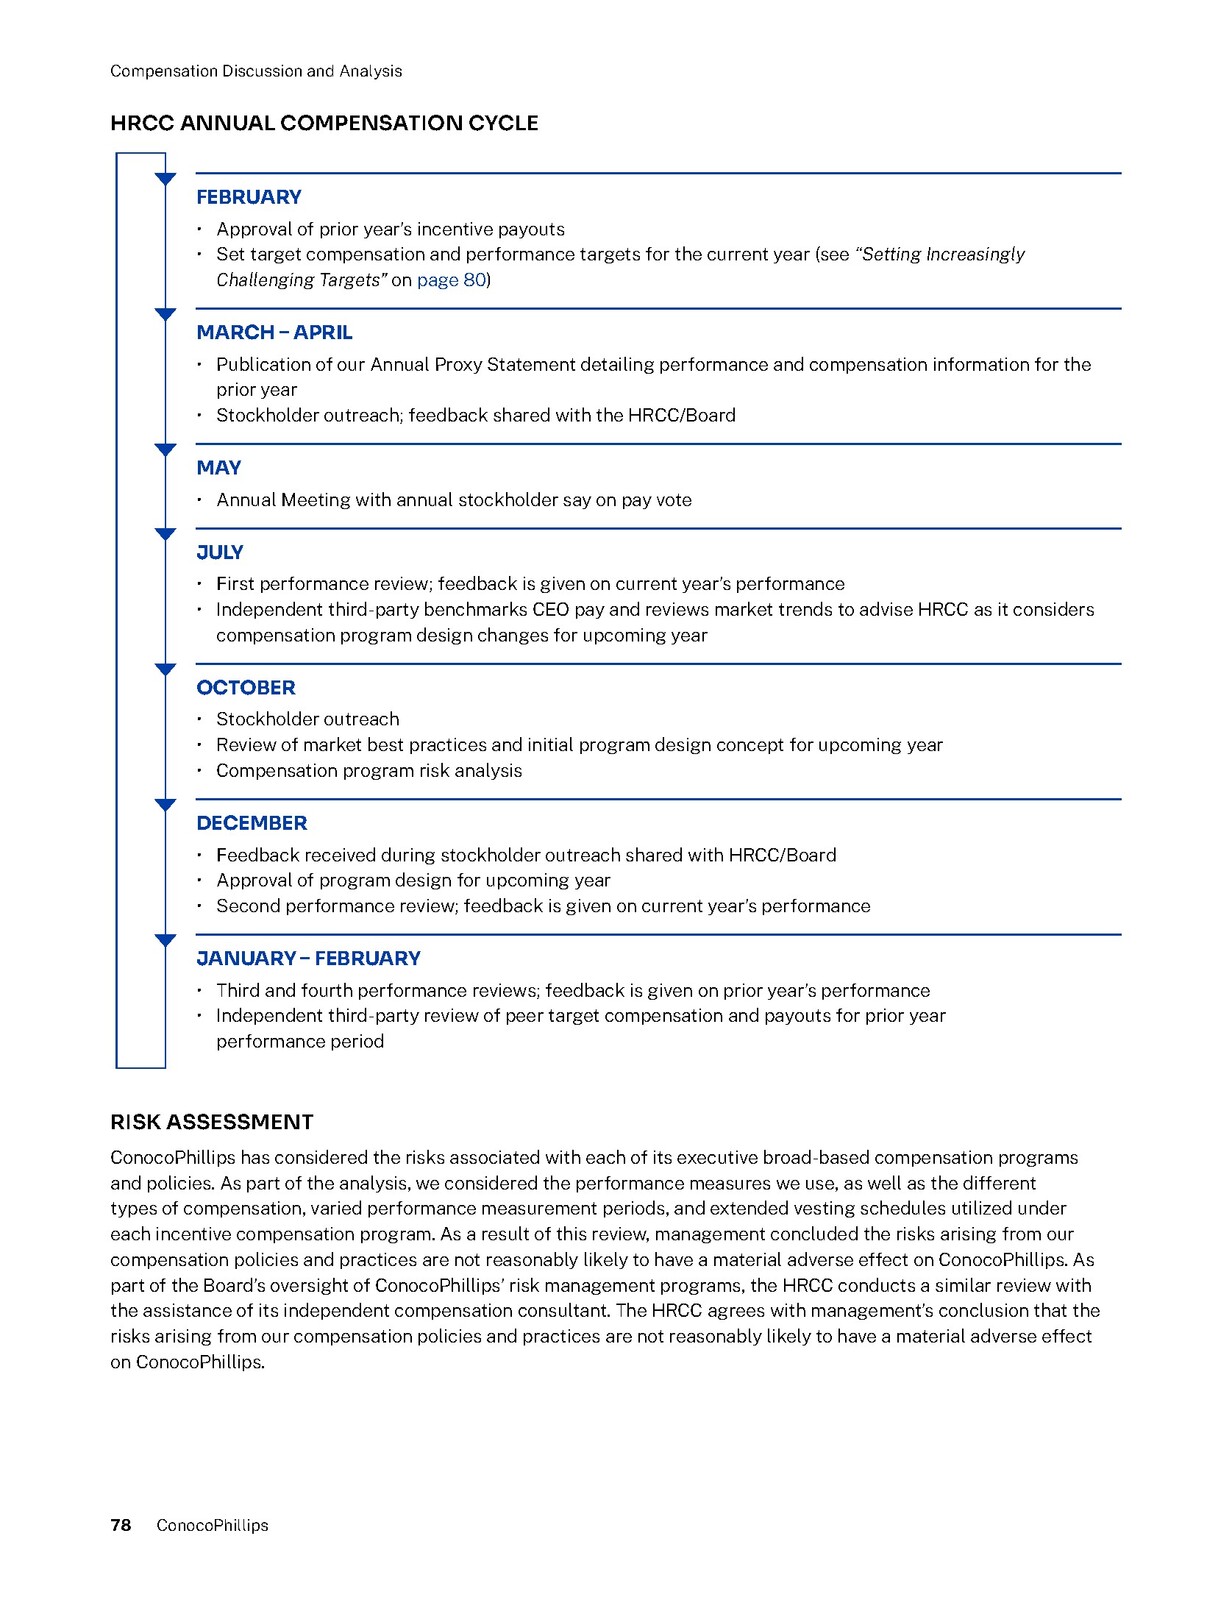 Compensation Discussion and Analysis
HRCC ANNUAL COMPENSATION CYCLE
FEBRUARY
• Approval of prior year's incentive payouts
• Set target compensation and performance targets for the current year (see “Setting Increasingly
Challenging Targets” on page 80)
MARCH – APRIL
• Publication of our Annual Proxy Statement detailing performance and compensation information for the
prior year
• Stockholder outreach; feedback shared with the HRCC/Board
MAY
• Annual Meeting with annual stockholder say on pay vote
JULY
• First performance review; feedback is given on current year's performance
• Independent third-party benchmarks CEO pay and reviews market trends to advise HRCC as it considers
compensation program design changes for upcoming year
OCTOBER
• Stockholder outreach
• Review of market best practices and initial program design concept for upcoming year
• Compensation program risk analysis
DECEMBER
• Feedback received during stockholder outreach shared with HRCC/Board
• Approval of program design for upcoming year
• Second performance review; feedback is given on current year's performance
JANUARY – FEBRUARY
• Third and fourth performance reviews; feedback is given on prior year's performance
• Independent third-party review of peer target compensation and payouts for prior year
performance period
RISK ASSESSMENT
ConocoPhillips has considered the risks associated with each of its executive broad-based compensation programs
and policies. As part of the analysis, we considered the performance measures we use, as well as the different
types of compensation, varied performance measurement periods, and extended vesting schedules utilized under
each incentive compensation program. As a result of this review, management concluded the risks arising from our
compensation policies and practices are not reasonably likely to have a material adverse effect on ConocoPhillips. As
part of the Board's oversight of ConocoPhillips' risk management programs, the HRCC conducts a similar review with
the assistance of its independent compensation consultant. The HRCC agrees with management's conclusion that the
risks arising from our compensation policies and practices are not reasonably likely to have a material adverse effect
on ConocoPhillips.
78 ConocoPhillips